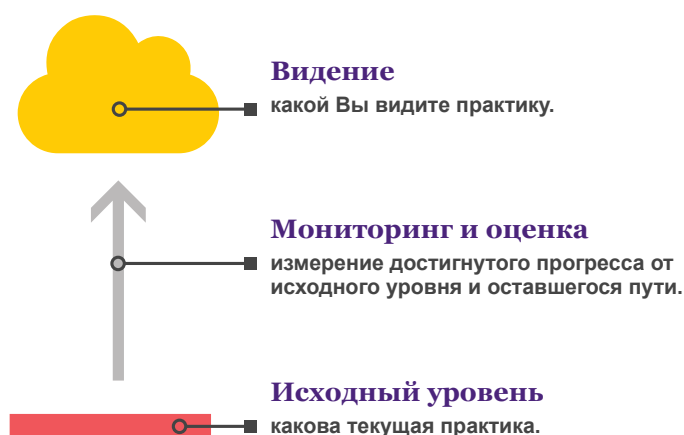 Видение
какой Вы видите практику.
Мониторинг и оценка
измерение достигнутого прогресса от
исходного уровня и оставшегося пути.
Исходный уровень
какова текущая практика.